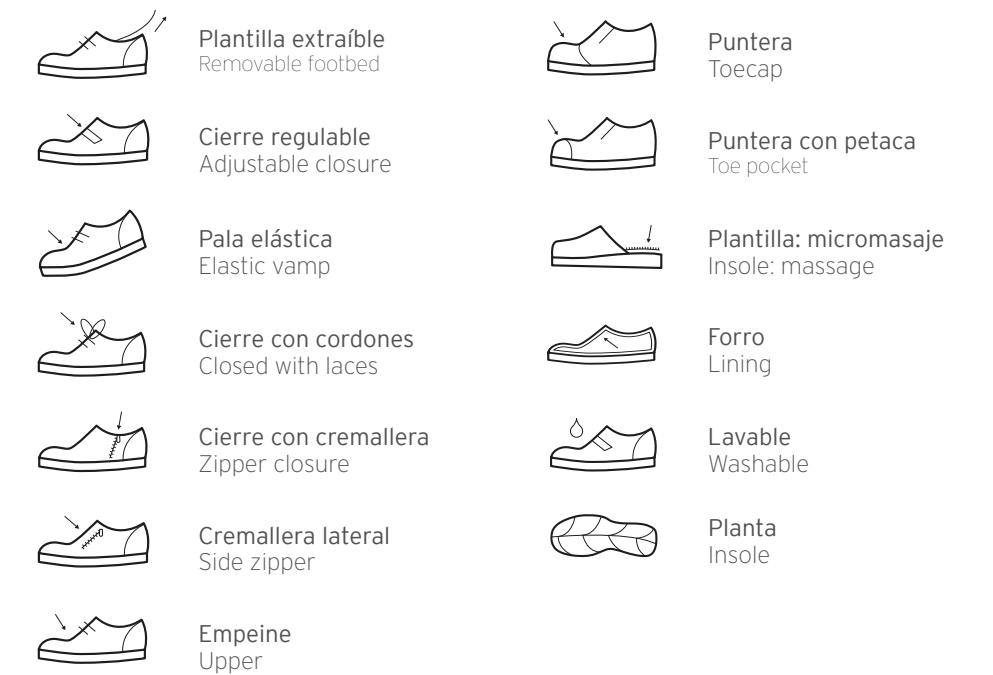 Plantilla extraíble
Removable footbed
Cierre regulable
Adjustable closure
Pala elástica
Elastic vamp
Cierre con cordones
Closed with laces
Cierre con cremallera
Zipper closure
Cremallera lateral
Side zipper
Empeine
Upper
Puntera
Toecap
Puntera con petaca
Toe pocket
Plantilla: micromasaje
Insole: massage
Forro
Lining
Lavable
Washable
Planta
Insole